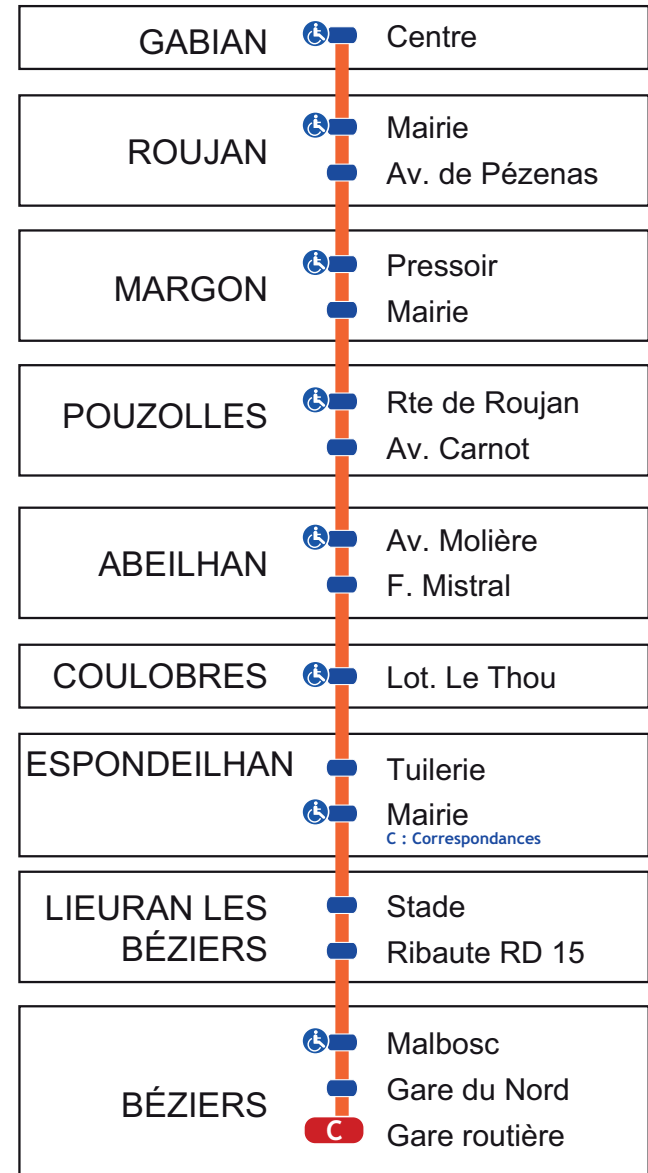 GABIAN
Centre
ROUJAN
Mairie
Av. de Pézenas
MARGON
Pressoir
Mairie
POUZOLLES
Rte de Roujan
Av. Carnot
ABEILHAN
Av. Molière
F. Mistral
COULOBRES
Lot. Le Thou
ESPONDEILHAN
Tuilerie
Mairie
C : Correspondances
LIEURAN LES
BÉZIERS
Stade
Ribaute RD 15
BÉZIERS
Malbosc
Gare du Nord
C Gare routière